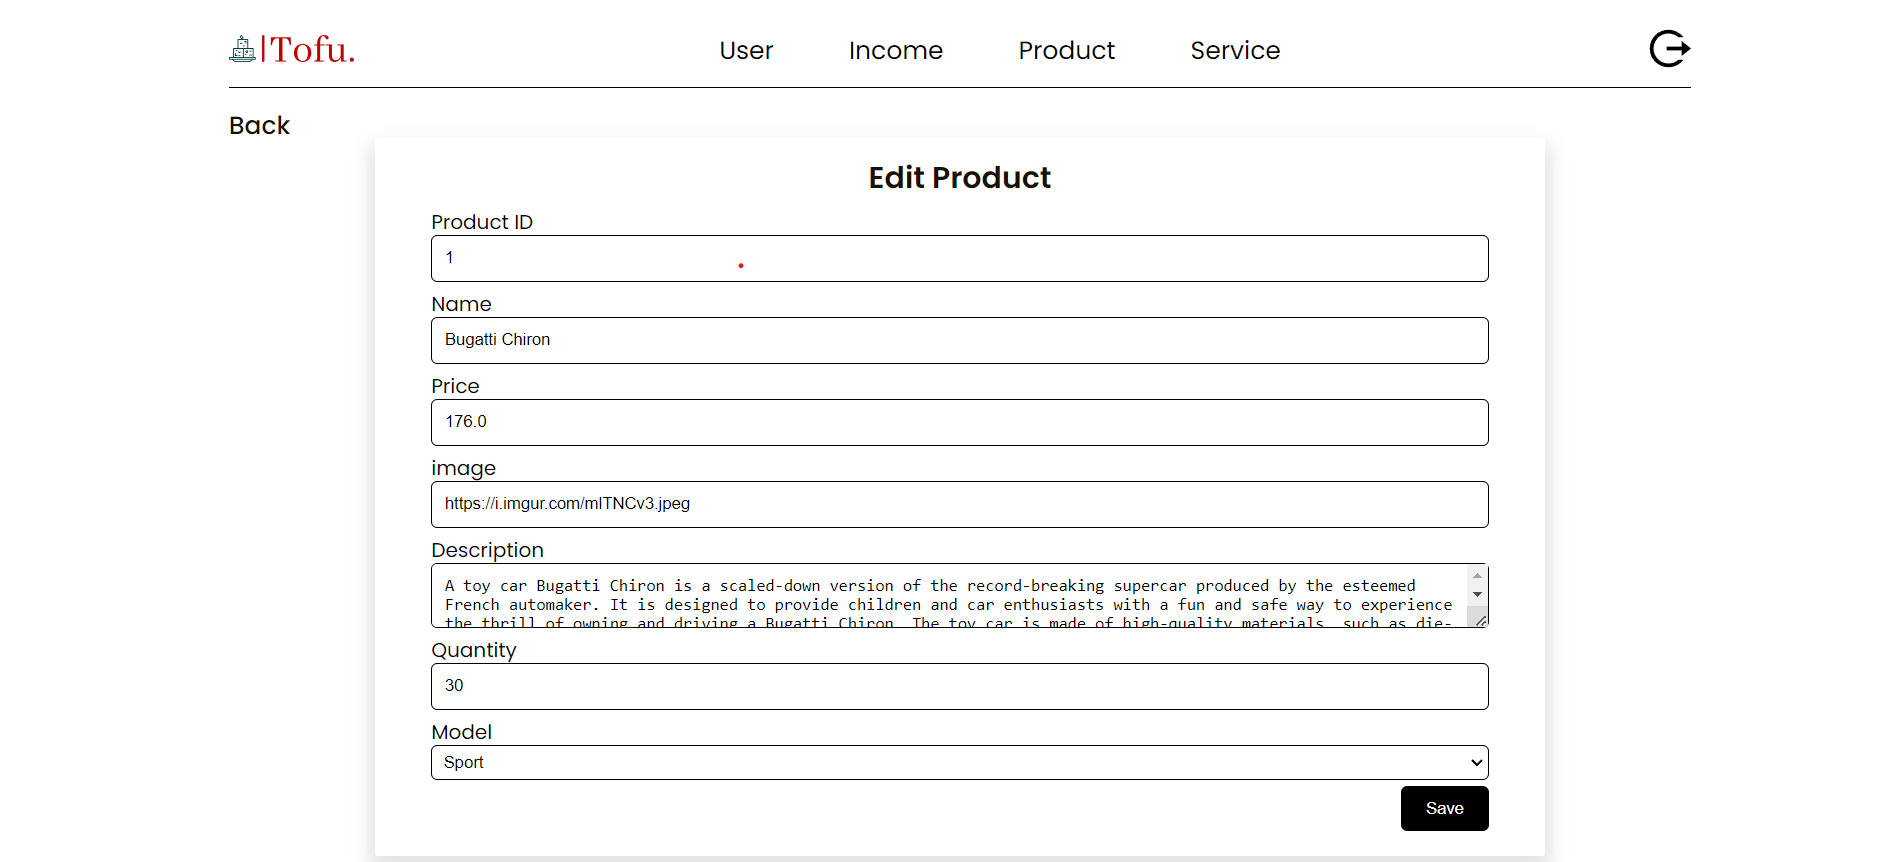 |Tofu.
User Income Product Service
Back
Edit Product
Product ID
1
Name
Bugatti Chiron
Price
176.0
image
https://i.imgur.com/mlTNCv3.jpeg
Description
A toy car Bugatti Chiron is a scaled-down version of the record-breaking supercar produced by the esteemed
French automaker. It is designed to provide children and car enthusiasts with a fun and safe way to experience
the thrill of owning and driving a Bugatti Chiron. The toy car is made of high-quality materials, such as die-
Quantity
30
Model
Sport
Save